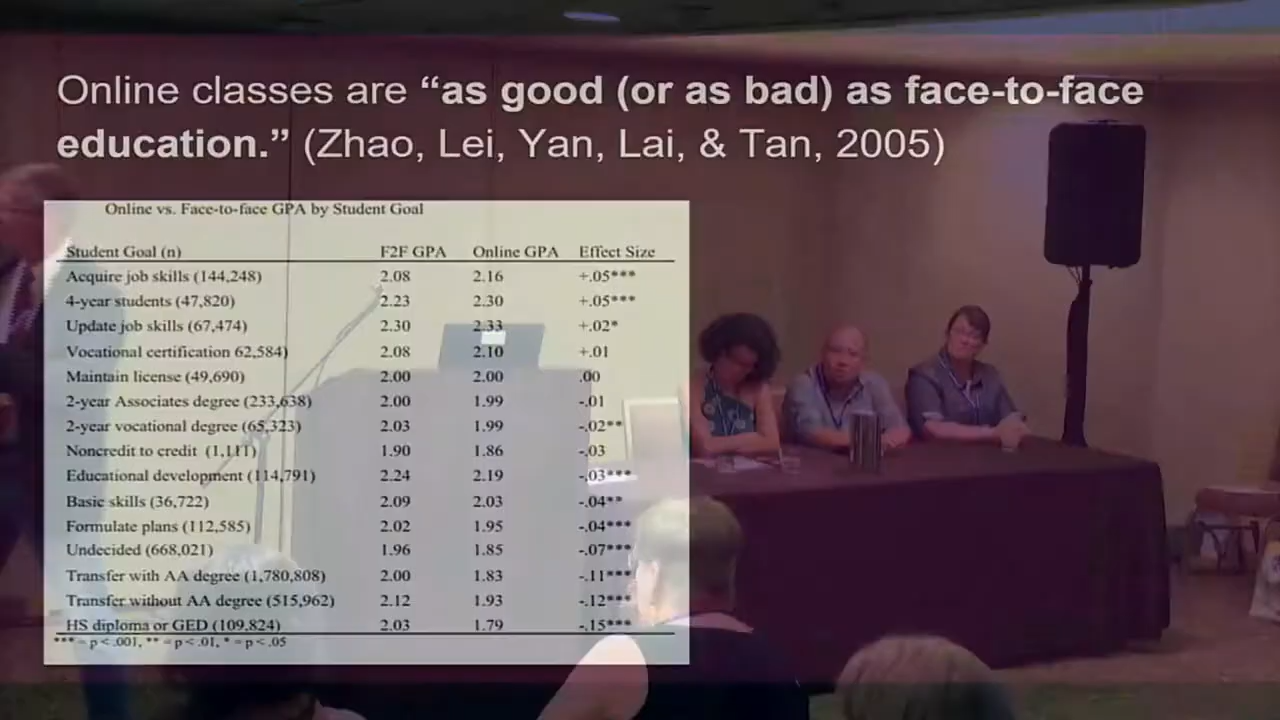 Online classes are “as good (or as bad) as face-to-face
education.” (Zhao, Lei, Yan, Lai, & Tan, 2005)
Online vs. Face-to-face GPA by Student Goal
Student Goal (n) F2F GPA Online GPA Effect Size
Acquire job skills (144,248) 2.08 2.16 +.05***
4-year students (47,820) 2.23 2.30 +.05***
Update job skills (67,474) 2.30 2.33 +.02*
Vocational certification 62,584) 2.08 2.10 +.01
Maintain license (49,690) 2.00 2.00 .00
2-year Associates degree (233,638) 2.00 1.99 -.01
2-year vocational degree (65,323) 2.03 1.99 -.02**
Noncredit to credit (1,111) 1.90 1.86 -.03
Educational development (114,791) 2.24 2.19 -.03***
Basic skills (36,722) 2.09 2.03 -.04**
Formulate plans (112,585) 2.02 1.95 -.04***
Undecided (668,021) 1.96 1.85 -.07***
Transfer with AA degree (1,780,808) 2.00 1.83 -.11***
Transfer without AA degree (515,962) 2.12 1.93 -.12***
HS diploma or GED (109,824) 2.03 1.79 -.15***
*** = p < .001, ** = p < .01, * = p < .05